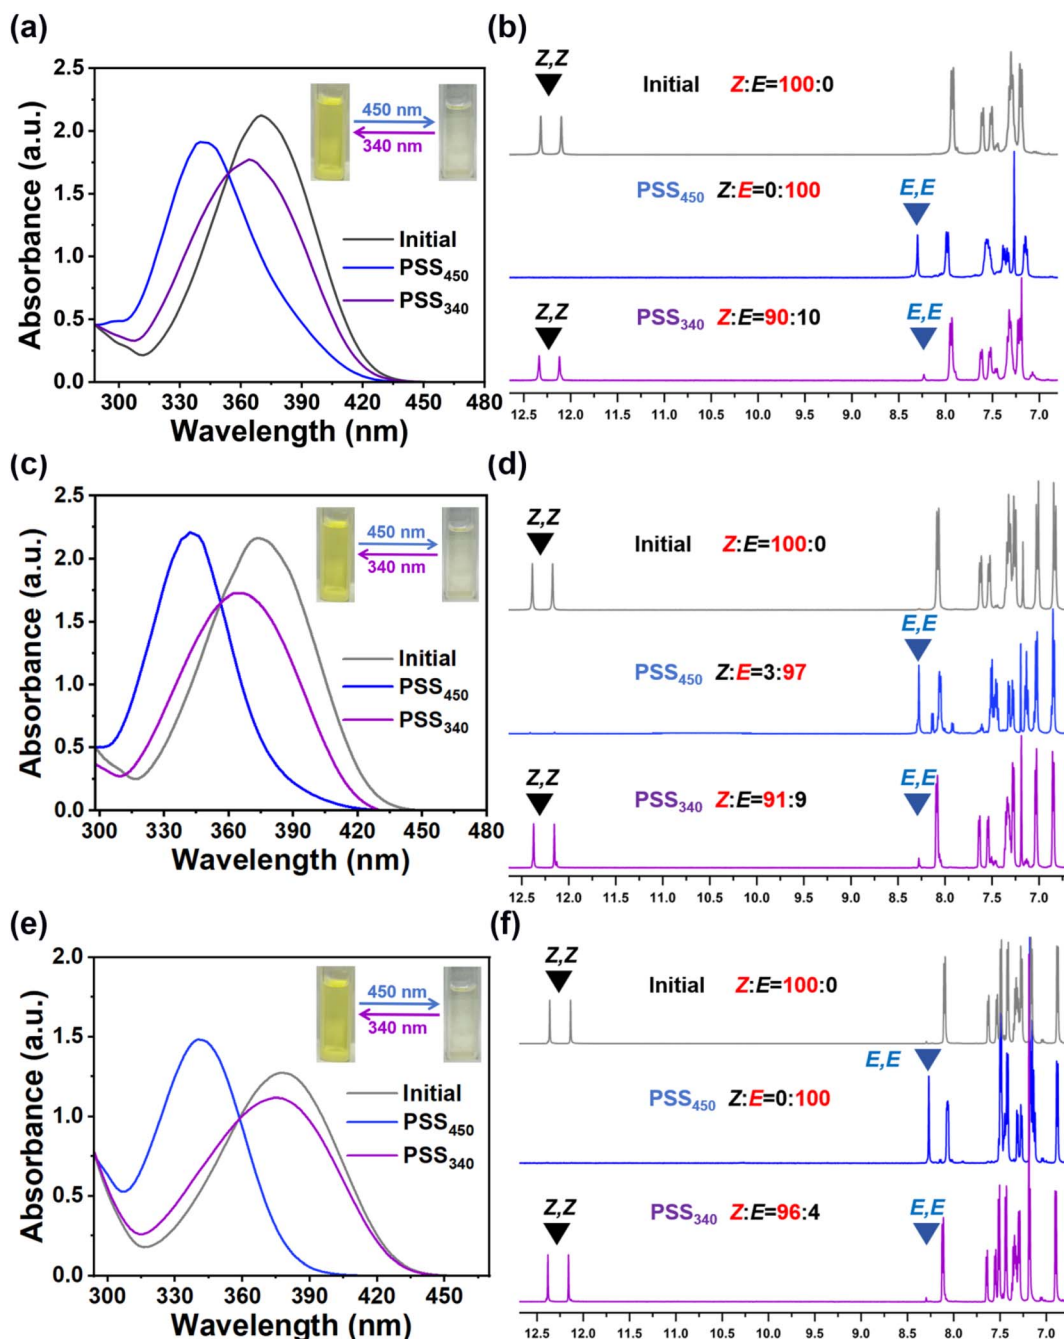 (a)
2.5
2.0
1.5
1.0
0.5
0.0
Absorbance (a.u.)
450 nm
340 nm
Initial
PSS450
PSS340
300 330 360 390 420 450 480
Wavelength (nm)
(b)
Z,Z
Initial Z:E=100:0
PSS450 Z:E=0:100
E,E
Z,Z
PSS340 Z:E=90:10
E,E
12.5 12.0 11.5 11.0 10.5 10.0 9.5 9.0 8.5 8.0 7.5 7.0
(c)
2.5
2.0
1.5
1.0
0.5
0.0
Absorbance (a.u.)
450 nm
340 nm
Initial
PSS450
PSS340
300 330 360 390 420 450 480
Wavelength (nm)
(d)
Z,Z
Initial Z:E=100:0
E,E
PSS450 Z:E=3:97
Z,Z
PSS340 Z:E=91:9
E,E
12.5 12.0 11.5 11.0 10.5 10.0 9.5 9.0 8.5 8.0 7.5 7.0
(e)
2.0
1.5
1.0
0.5
0.0
Absorbance (a.u.)
450 nm
340 nm
Initial
PSS450
PSS340
300 330 360 390 420 450
Wavelength (nm)
(f)
Z,Z
Initial Z:E=100:0
E,E
PSS450 Z:E=0:100
Z,Z
PSS340 Z:E=96:4
E,E
12.5 12.0 11.5 11.0 10.5 10.0 9.5 9.0 8.5 8.0 7.5 7.0